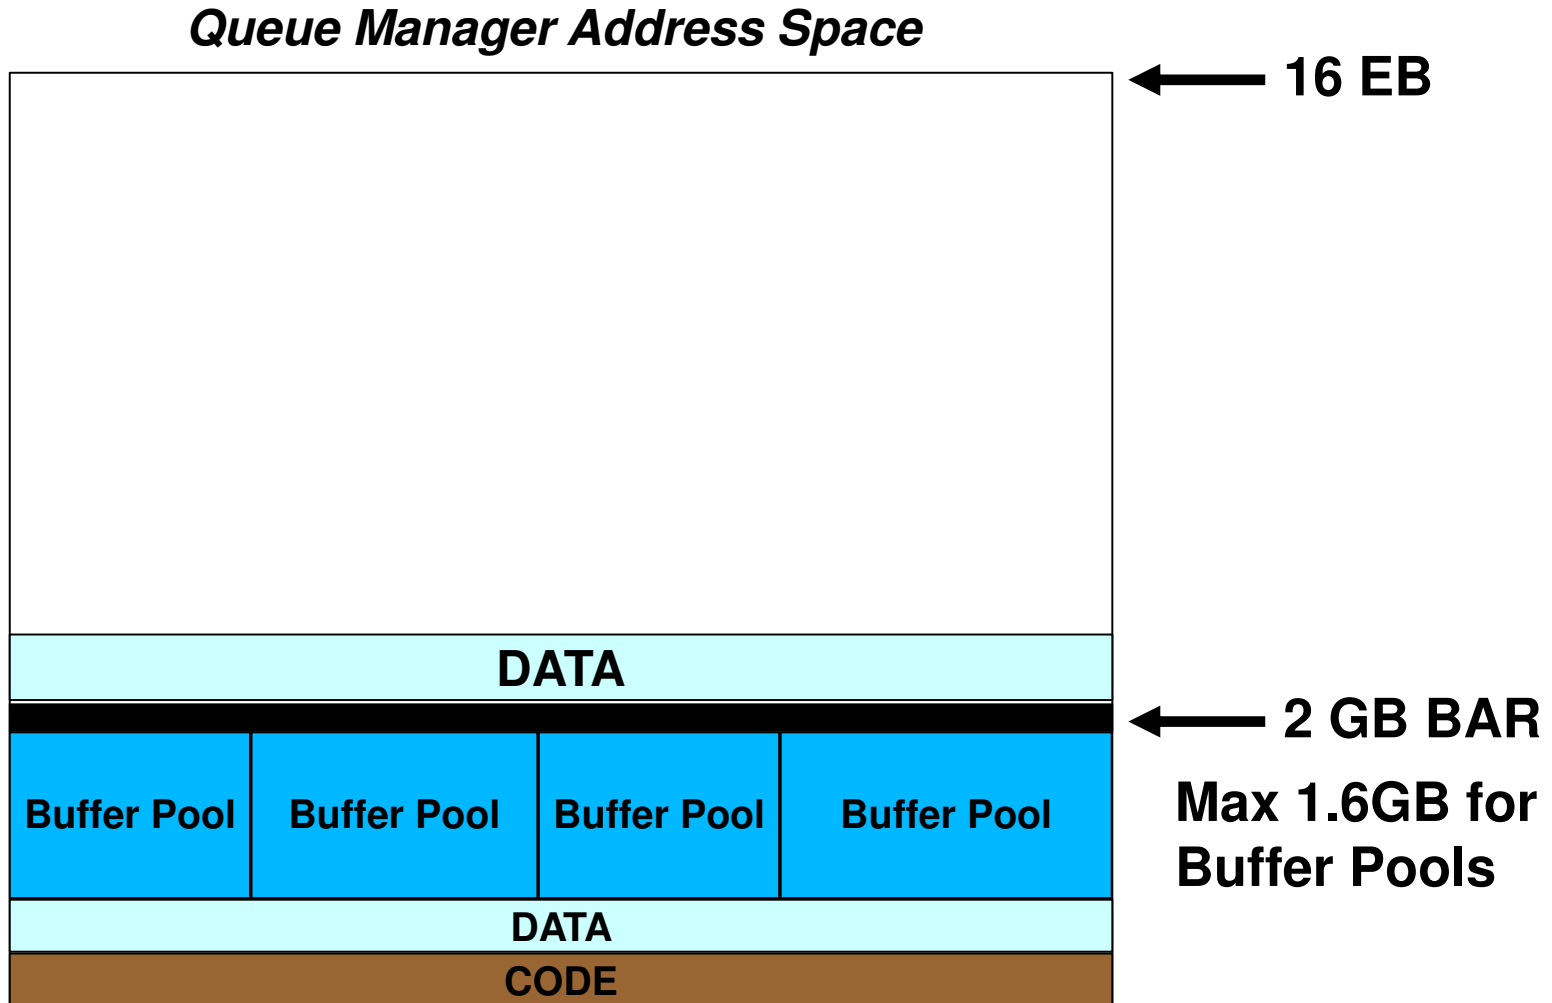 Queue Manager Address Space
16 EB
DATA
2 GB BAR
Buffer Pool Buffer Pool Buffer Pool Buffer Pool
Max 1.6GB for
Buffer Pools
DATA
CODE